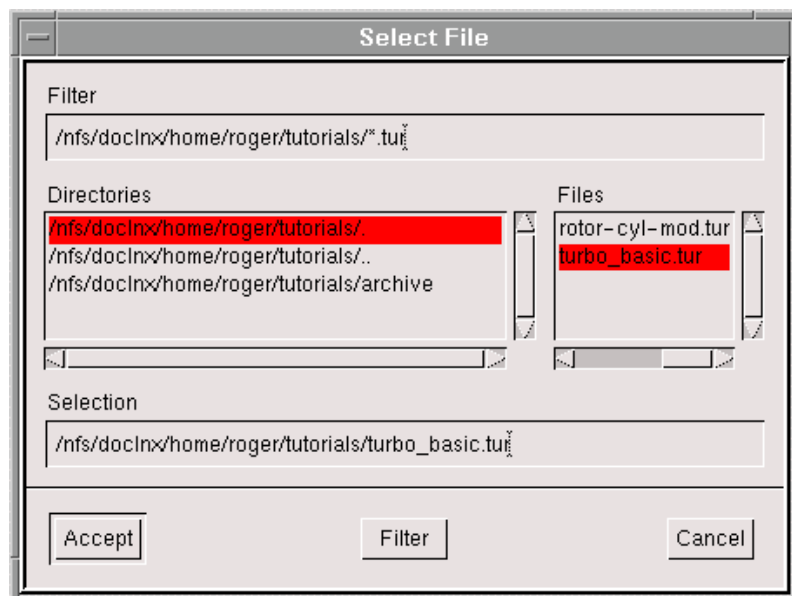 Select File
Filter
/nfs/doclnx/home/roger/tutorials/*.tur
Directories
Files
/nfs/doclnx/home/roger/tutorials/.
/nfs/doclnx/home/roger/tutorials/..
/nfs/doclnx/home/roger/tutorials/archive
rotor-cyl-mod.tur
turbo_basic.tur
Selection
/nfs/doclnx/home/roger/tutorials/turbo_basic.tur
Accept
Filter
Cancel